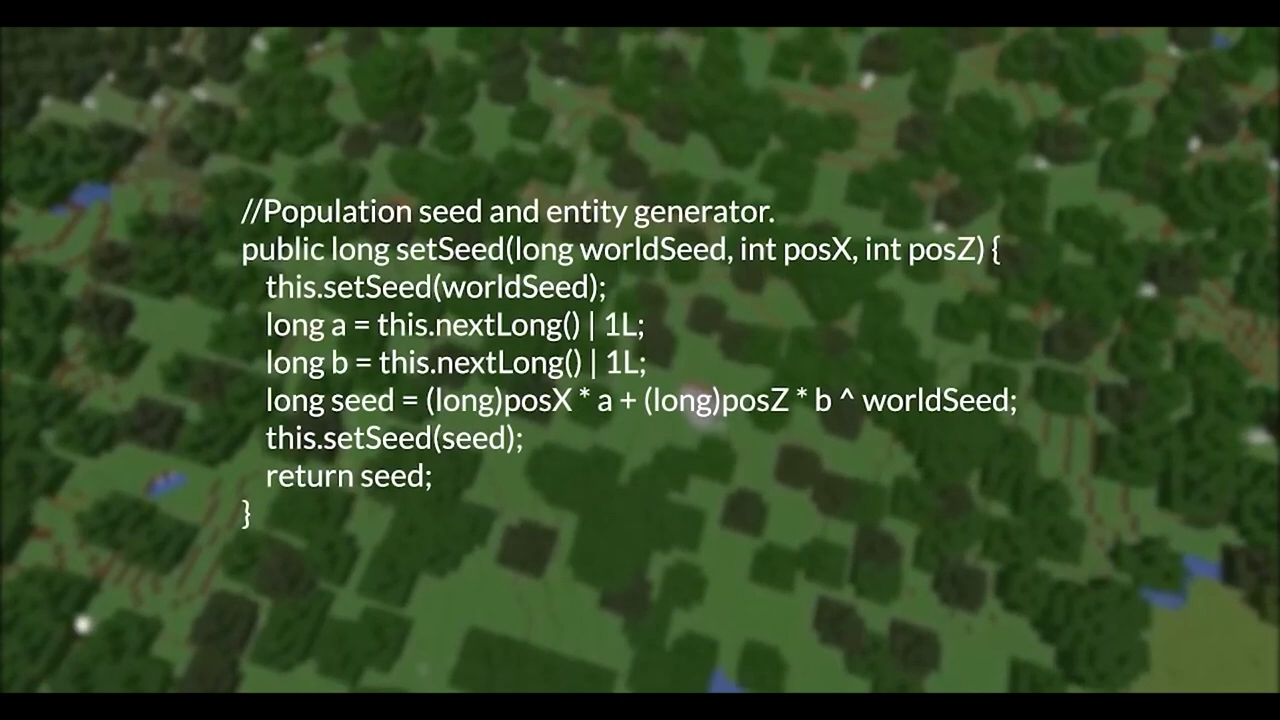 //Population seed and entity generator.
public long setSeed(long worldSeed, int posX, int posZ) {
this.setSeed(worldSeed);
long a = this.nextLong() | 1L;
long b = this.nextLong() | 1L;
long seed = (long)posX * a + (long)posZ * b ^ worldSeed;
this.setSeed(seed);
return seed;
}